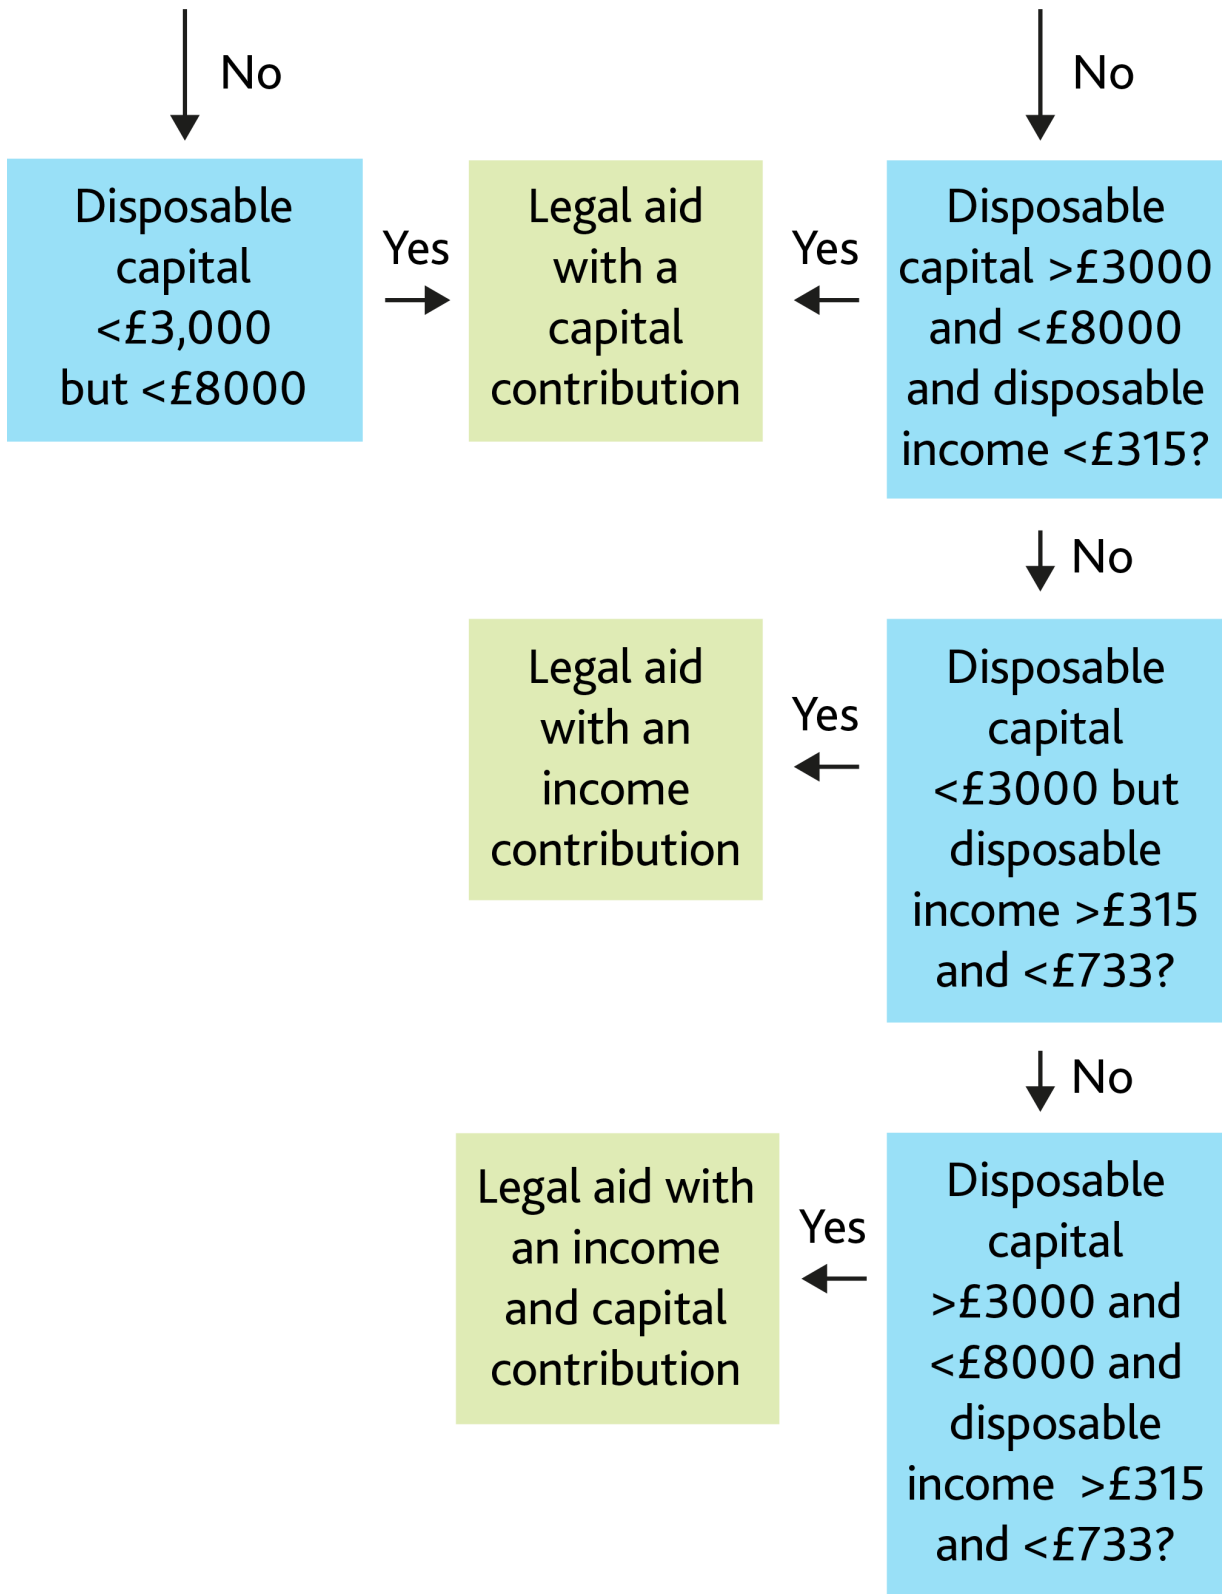 No
No
Disposable
capital
<£3,000
but <£8000
Yes
Legal aid
with a
capital
contribution
Yes
Disposable
capital >£3000
and <£8000
and disposable
income <£315?
No
Legal aid
with an
income
contribution
Yes
Disposable
capital
<£3000 but
disposable
income >£315
and <£733?
No
Legal aid with
an income
and capital
contribution
Yes
Disposable
capital
>£3000 and
<£8000 and
disposable
income >£315
and <£733?